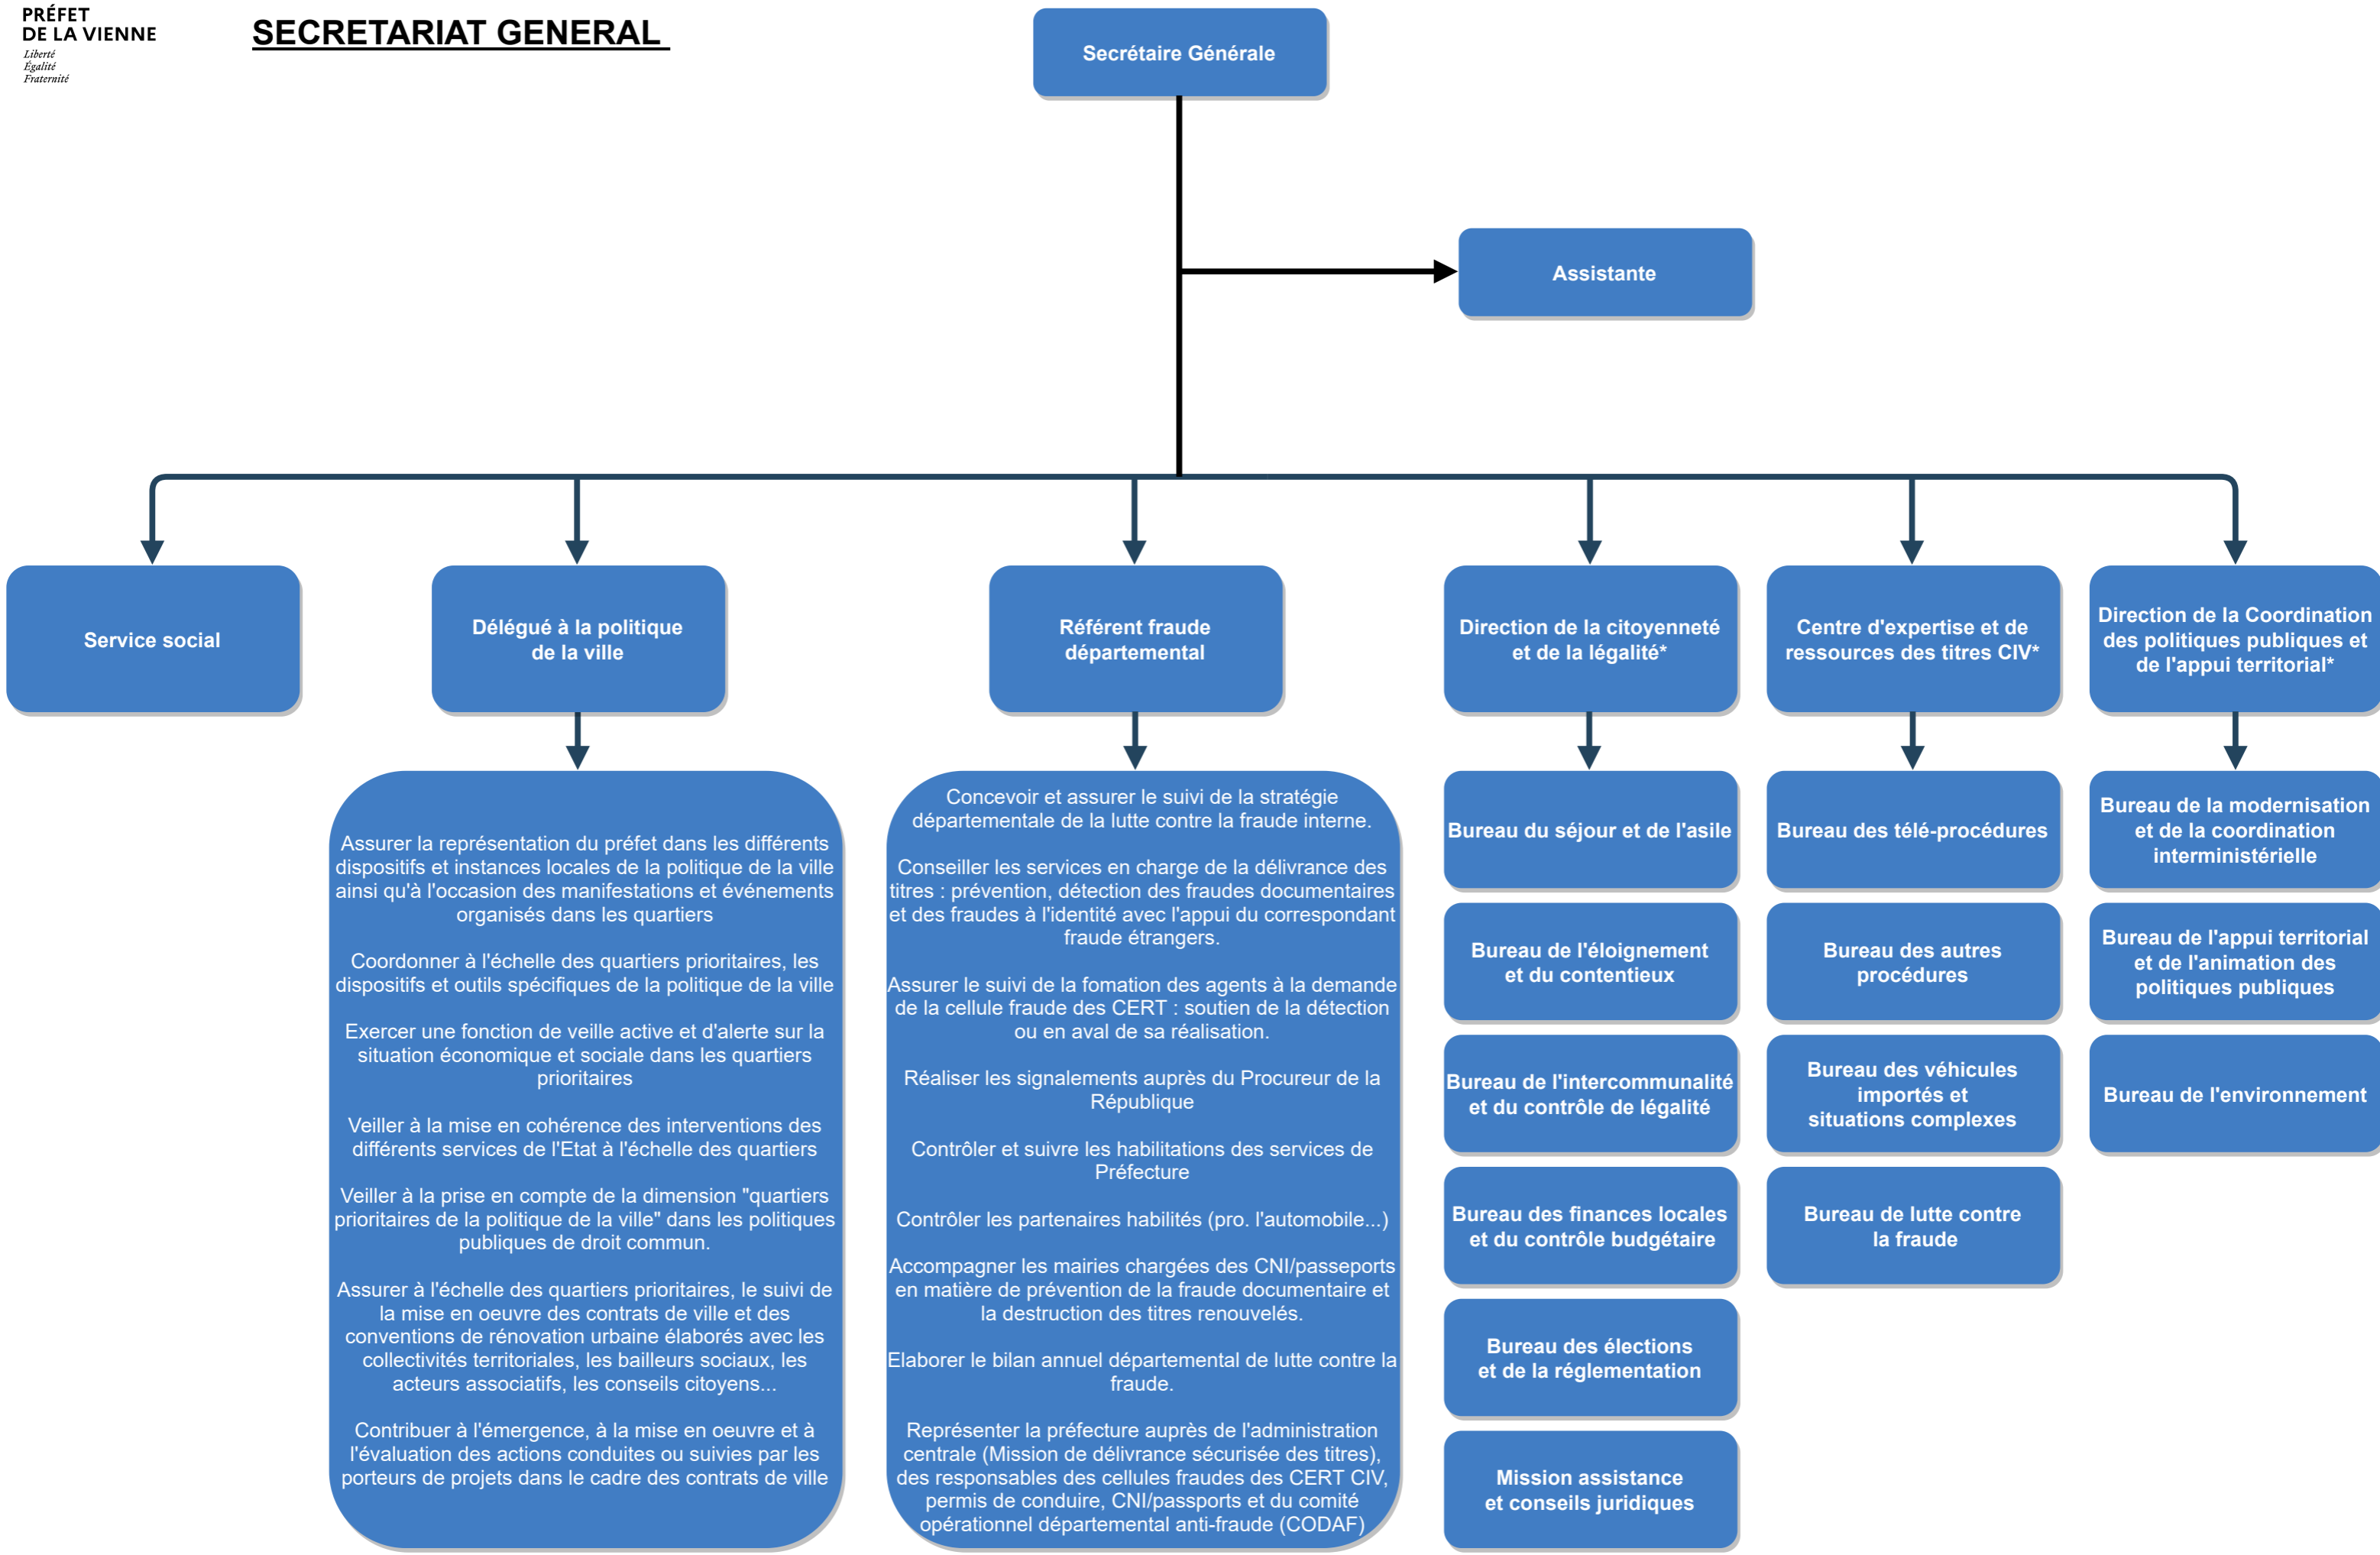 PRÉFET
DE LA VIENNE
Liberté
Égalité
Fraternité
SECRETARIAT GENERAL
Secrétaire Générale
Assistante
Service social
Délégué à la politique
de la ville
Référent fraude
départemental
Direction de la citoyenneté
et de la légalité*
Centre d'expertise et de
ressources des titres CIV*
Direction de la Coordination
des politiques publiques et
de l'appui territorial*
Assurer la représentation du préfet dans les différents
dispositifs et instances locales de la politique de la ville
ainsi qu'à l'occasion des manifestations et événements
organisés dans les quartiers
Coordonner à l'échelle des quartiers prioritaires, les
dispositifs et outils spécifiques de la politique de la ville
Exercer une fonction de veille active et d'alerte sur la
situation économique et sociale dans les quartiers
prioritaires
Veiller à la mise en cohérence des interventions des
différents services de l'Etat à l'échelle des quartiers
Veiller à la prise en compte de la dimension "quartiers
prioritaires de la politique de la ville" dans les politiques
publiques de droit commun.
Assurer à l'échelle des quartiers prioritaires, le suivi de
la mise en oeuvre des contrats de ville et des
conventions de rénovation urbaine élaborés avec les
collectivités territoriales, les bailleurs sociaux, les
acteurs associatifs, les conseils citoyens...
Contribuer à l'émergence, à la mise en oeuvre et à
l'évaluation des actions conduites ou suivies par les
porteurs de projets dans le cadre des contrats de ville
Concevoir et assurer le suivi de la stratégie
départementale de la lutte contre la fraude interne.
Conseiller les services en charge de la délivrance des
titres : prévention, détection des fraudes documentaires
et des fraudes à l'identité avec l'appui du correspondant
fraude étrangers.
Assurer le suivi de la fomation des agents à la demande
de la cellule fraude des CERT : soutien de la détection
ou en aval de sa réalisation.
Réaliser les signalements auprès du Procureur de la
République
Contrôler et suivre les habilitations des services de
Préfecture
Contrôler les partenaires habilités (pro. l'automobile...)
Accompagner les mairies chargées des CNI/passeports
en matière de prévention de la fraude documentaire et
la destruction des titres renouvelés.
Elaborer le bilan annuel départemental de lutte contre la
fraude.
Représenter la préfecture auprès de l'administration
centrale (Mission de délivrance sécurisée des titres),
des responsables des cellules fraudes des CERT CIV,
permis de conduire, CNI/passports et du comité
opérationnel départemental anti-fraude (CODAF)
Bureau du séjour et de l'asile
Bureau de l'éloignement
et du contentieux
Bureau de l'intercommunalité
et du contrôle de légalité
Bureau des finances locales
et du contrôle budgétaire
Bureau des élections
et de la réglementation
Mission assistance
et conseils juridiques
Bureau des télé-procédures
Bureau des autres
procédures
Bureau des véhicules
importés et
situations complexes
Bureau de lutte contre
la fraude
Bureau de la modernisation
et de la coordination
interministérielle
Bureau de l'appui territorial
et de l'animation des
politiques publiques
Bureau de l'environnement